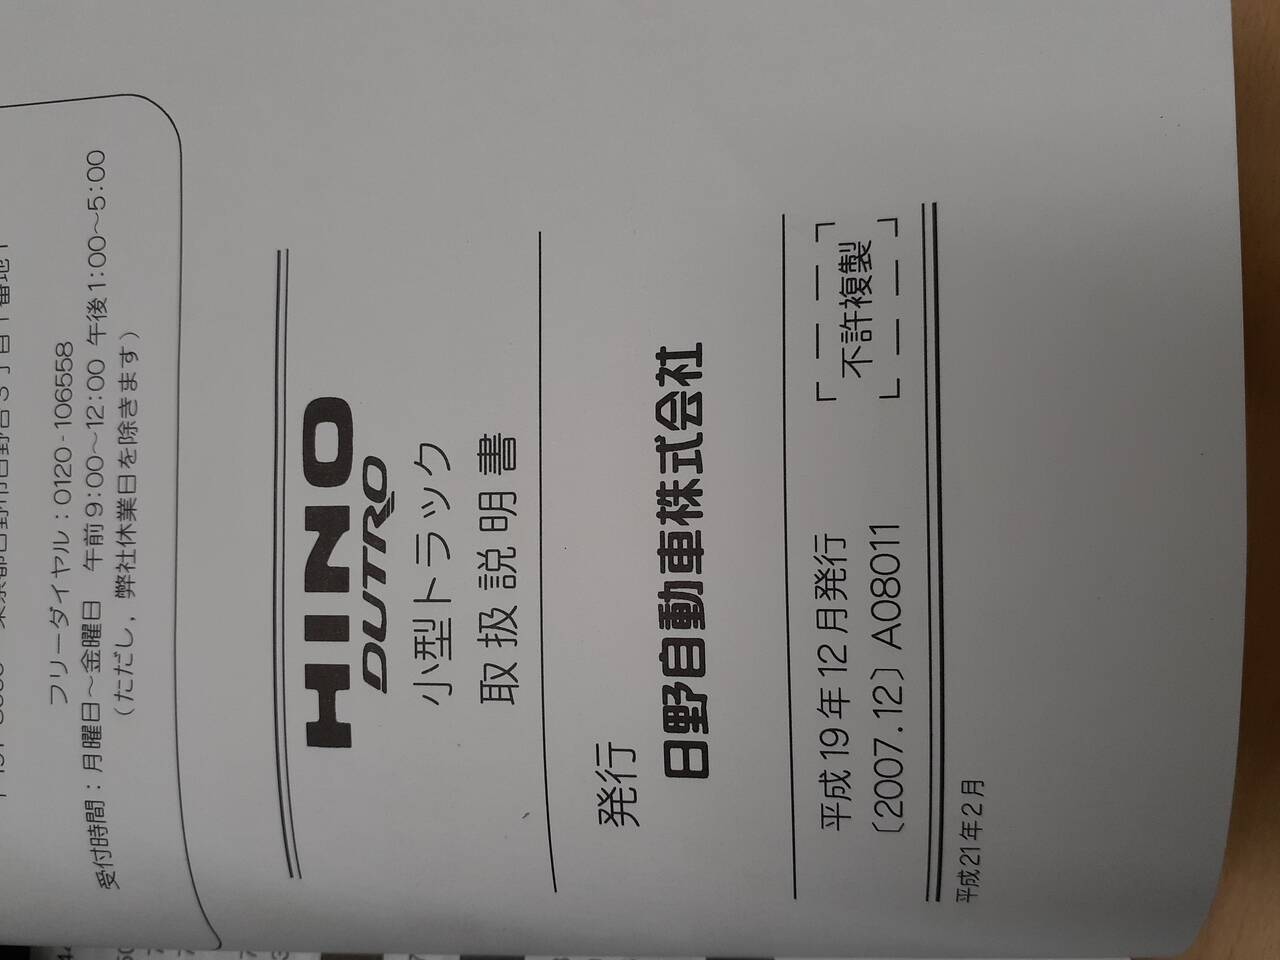 フリーダイヤル：0120-106558
受付時間：月曜日～金曜日　午前9:00～12:00 午後1:00～5:00
（ただし，弊社休業日を除きます）
HINO
DUTRO
小型トラック
取扱説明書
発行
日野自動車株式会社
平成19年12月発行
〔2007.12〕A08011
不許複製
平成21年2月